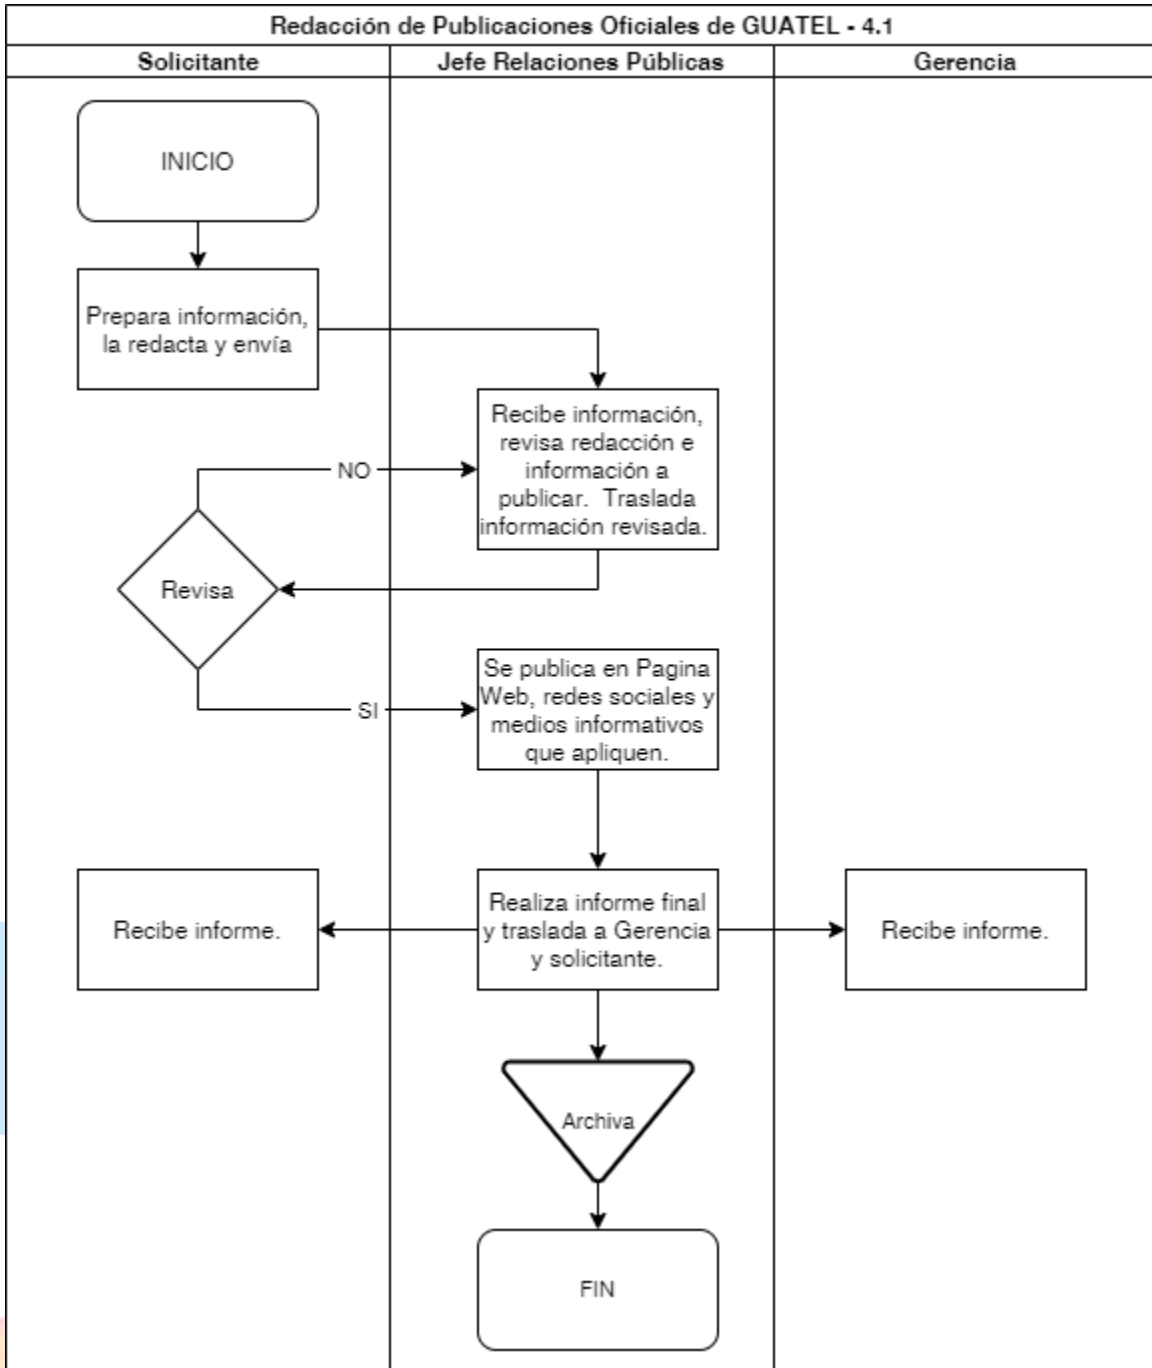 Redacción de Publicaciones Oficiales de GUATEL - 4.1
Solicitante
Jefe Relaciones Públicas
Gerencia
INICIO
Prepara información,
la redacta y envía
Recibe información,
revisa redacción e
información a
publicar. Traslada
información revisada.
NO
Revisa
SI
Se publica en Pagina
Web, redes sociales y
medios informativos
que apliquen.
Recibe informe.
Realiza informe final
y traslada a Gerencia
y solicitante.
Recibe informe.
Archiva
FIN